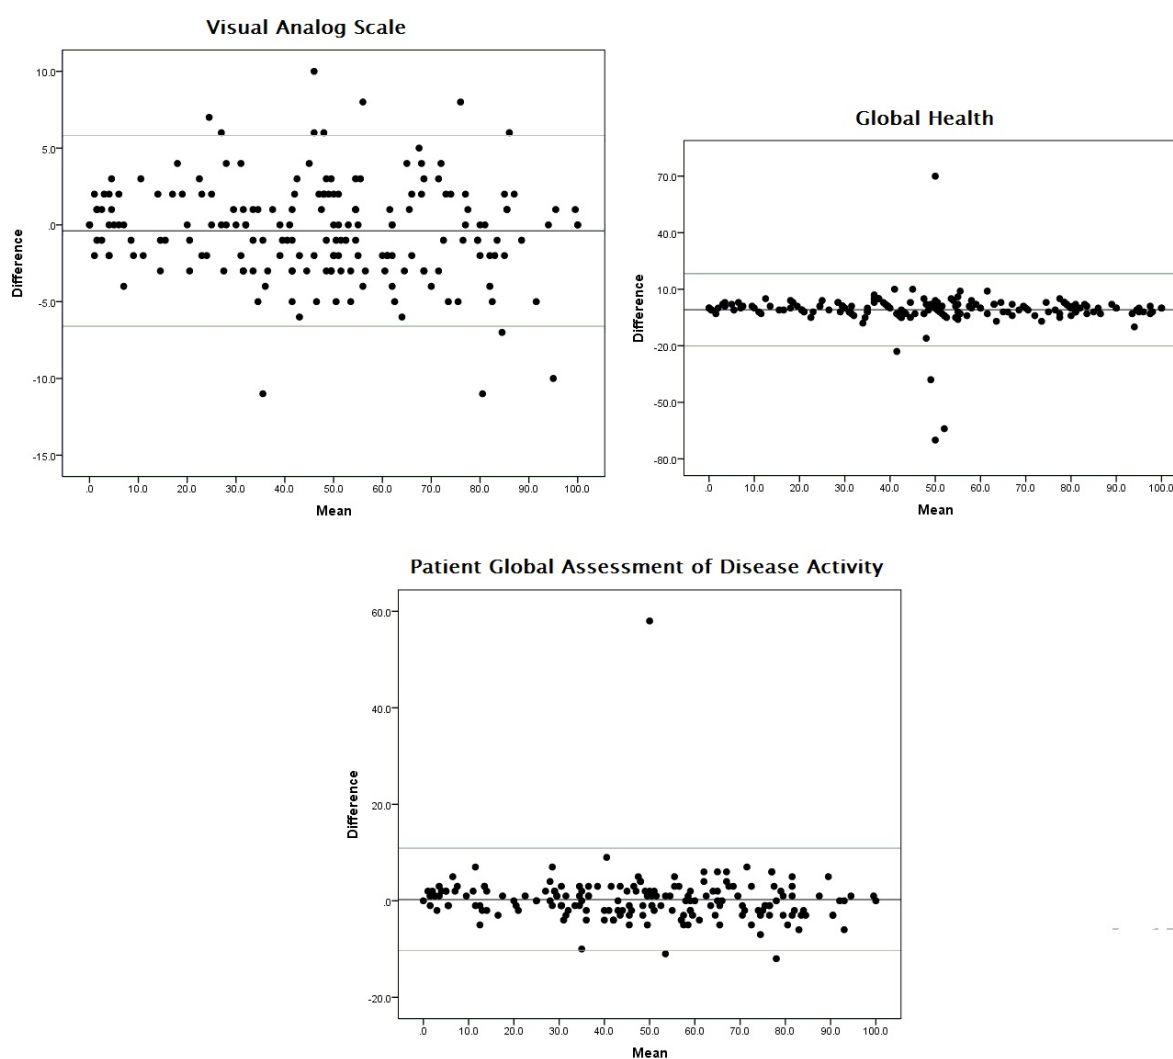 Visual Analog Scale
10.0
5.0
.0
-5.0
-10.0
-15.0
Difference
.0 10.0 20.0 30.0 40.0 50.0 60.0 70.0 80.0 90.0 100.0
Mean
Global Health
70.0
40.0
10.0
-20.0
-50.0
-80.0
Difference
.0 10.0 20.0 30.0 40.0 50.0 60.0 70.0 80.0 90.0 100.0
Mean
Patient Global Assessment of Disease Activity
60.0
40.0
20.0
.0
-20.0
Difference
.0 10.0 20.0 30.0 40.0 50.0 60.0 70.0 80.0 90.0 100.0
Mean